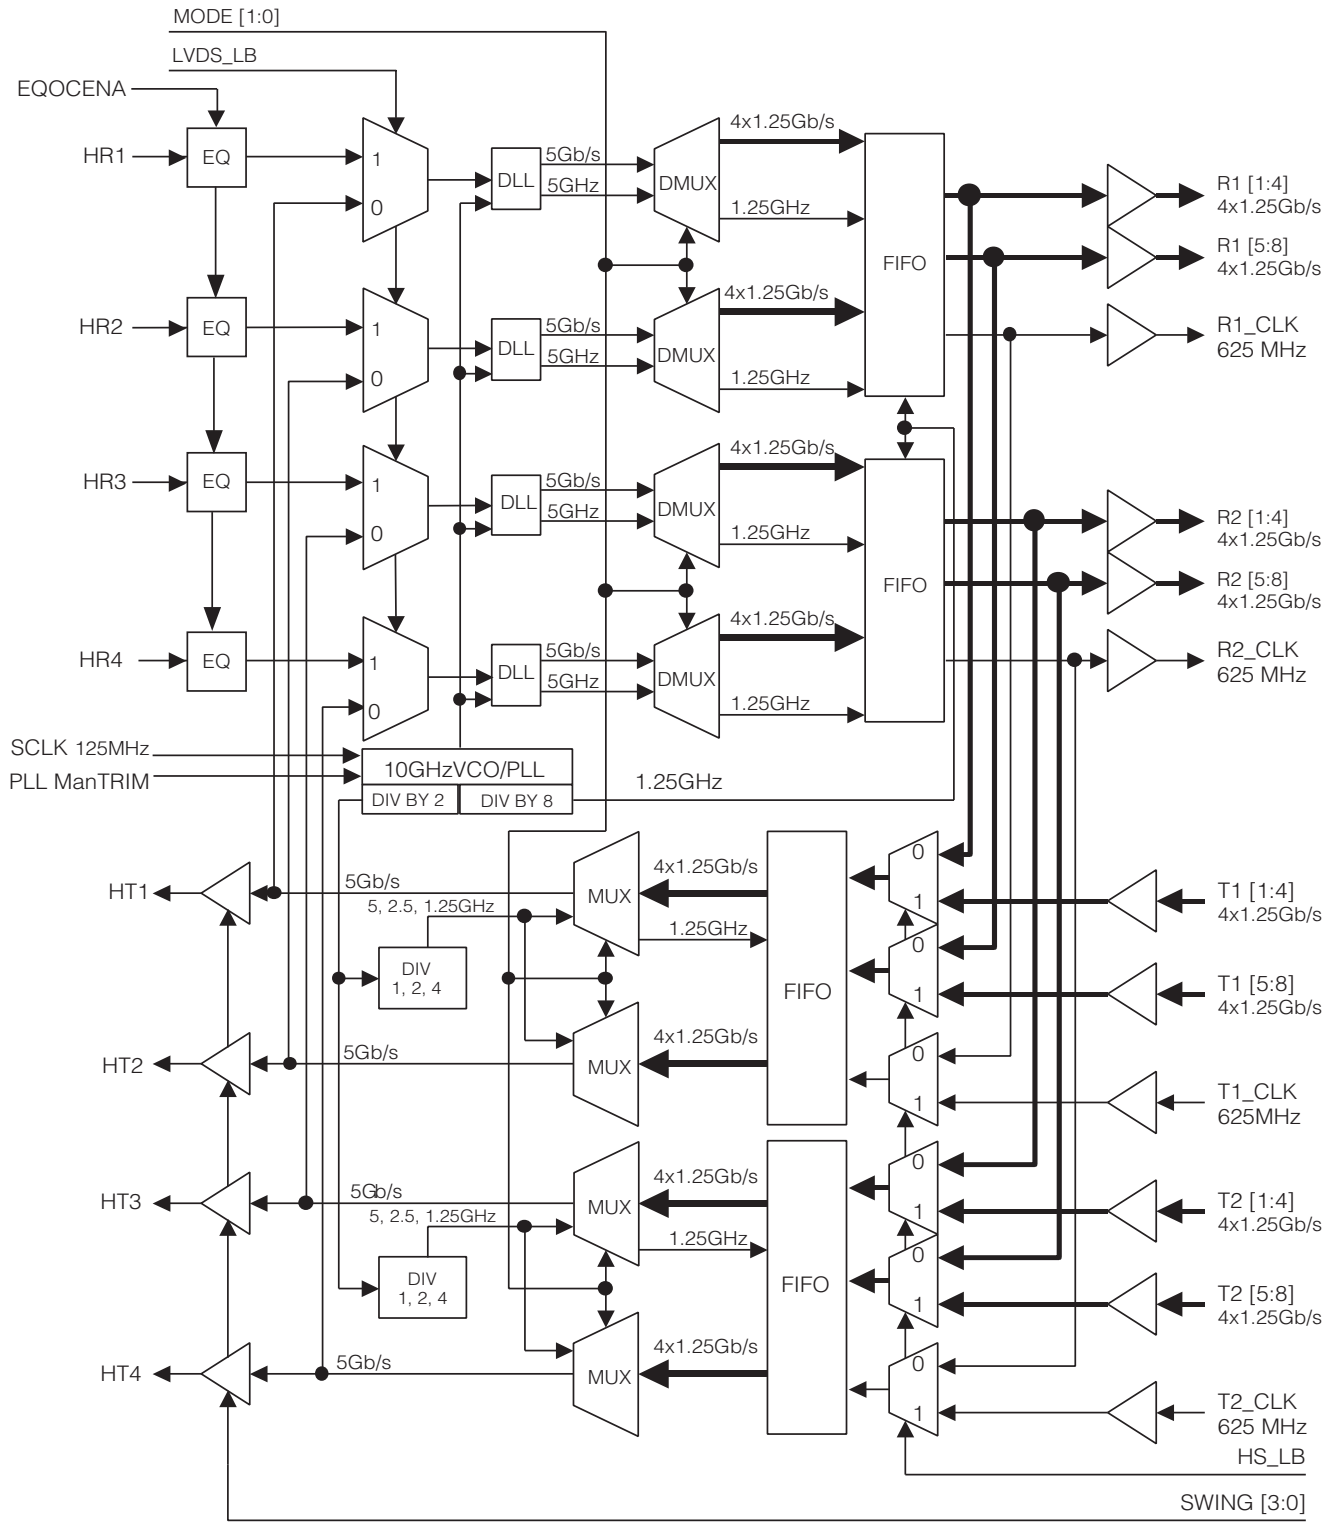 MODE [1:0]
LVDS_LB
EQOCENA
HR1
EQ
1
0
DLL
5Gb/s
5GHz
DMUX
4x1.25Gb/s
1.25GHz
FIFO
R1 [1:4]
4x1.25Gb/s
R1 [5:8]
4x1.25Gb/s
R1_CLK
625 MHz
HR2
EQ
1
0
DLL
5Gb/s
5GHz
DMUX
4x1.25Gb/s
1.25GHz
HR3
EQ
1
0
DLL
5Gb/s
5GHz
DMUX
4x1.25Gb/s
1.25GHz
FIFO
R2 [1:4]
4x1.25Gb/s
R2 [5:8]
4x1.25Gb/s
R2_CLK
625 MHz
HR4
EQ
1
0
DLL
5Gb/s
5GHz
DMUX
4x1.25Gb/s
1.25GHz
SCLK 125MHz
PLL ManTRIM
10GHzVCO/PLL
DIV BY 2
DIV BY 8
1.25GHz
HT1
5Gb/s
5, 2.5, 1.25GHz
DIV
1, 2, 4
MUX
4x1.25Gb/s
1.25GHz
FIFO
0
1
T1 [1:4]
4x1.25Gb/s
0
1
T1 [5:8]
4x1.25Gb/s
HT2
5Gb/s
MUX
4x1.25Gb/s
0
1
T1_CLK
625MHz
HT3
5Gb/s
5, 2.5, 1.25GHz
DIV
1, 2, 4
MUX
4x1.25Gb/s
1.25GHz
FIFO
0
1
T2 [1:4]
4x1.25Gb/s
0
1
T2 [5:8]
4x1.25Gb/s
HT4
5Gb/s
MUX
4x1.25Gb/s
0
1
T2_CLK
625 MHz
HS_LB
SWING [3:0]